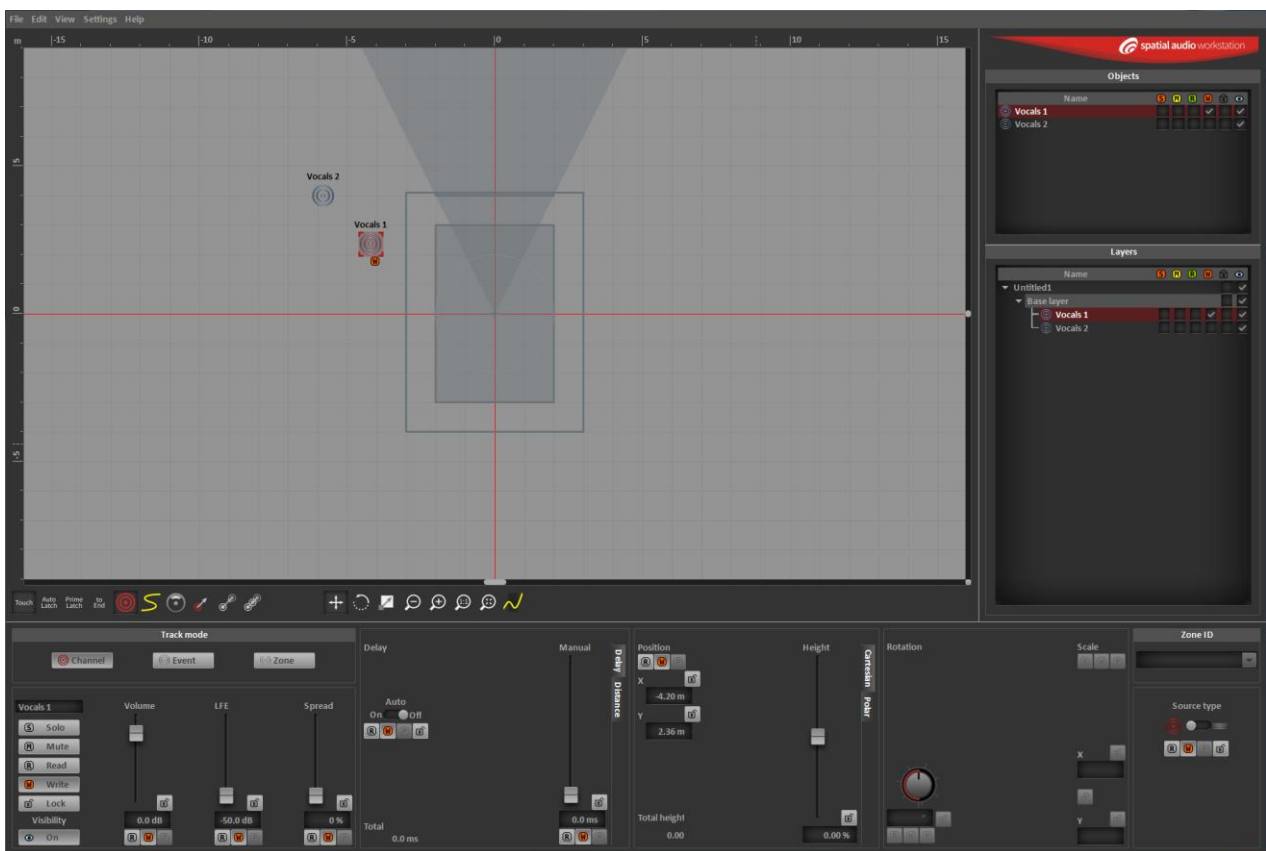 File Edit View Settings Help
m -15 -10 -5 0 5 10 15
spatial audio workstation
Objects
Name S M R W
Vocals 1
Vocals 2
5
0
-5
Vocals 2
Vocals 1
W
Layers
Name S M R W
Untitled1
Base layer
Vocals 1
Vocals 2
Touch Auto Latch Prime Latch to End
Track mode
Channel Event Zone
Vocals 1
S Solo
M Mute
R Read
W Write
Lock
Visibility
On
Volume LFE Spread
0.0 dB -50.0 dB 0 %
R W R W R W
Delay Manual
Auto
On Off
R W
Total
0.0 ms
0.0 ms
R W
Delay Distance
Position Height
R W
X
-4.20 m
Y
2.36 m
Total height
0.00 0.00 %
Cartesian Polar
Rotation Scale
X
Y
Zone ID
Source type
R W